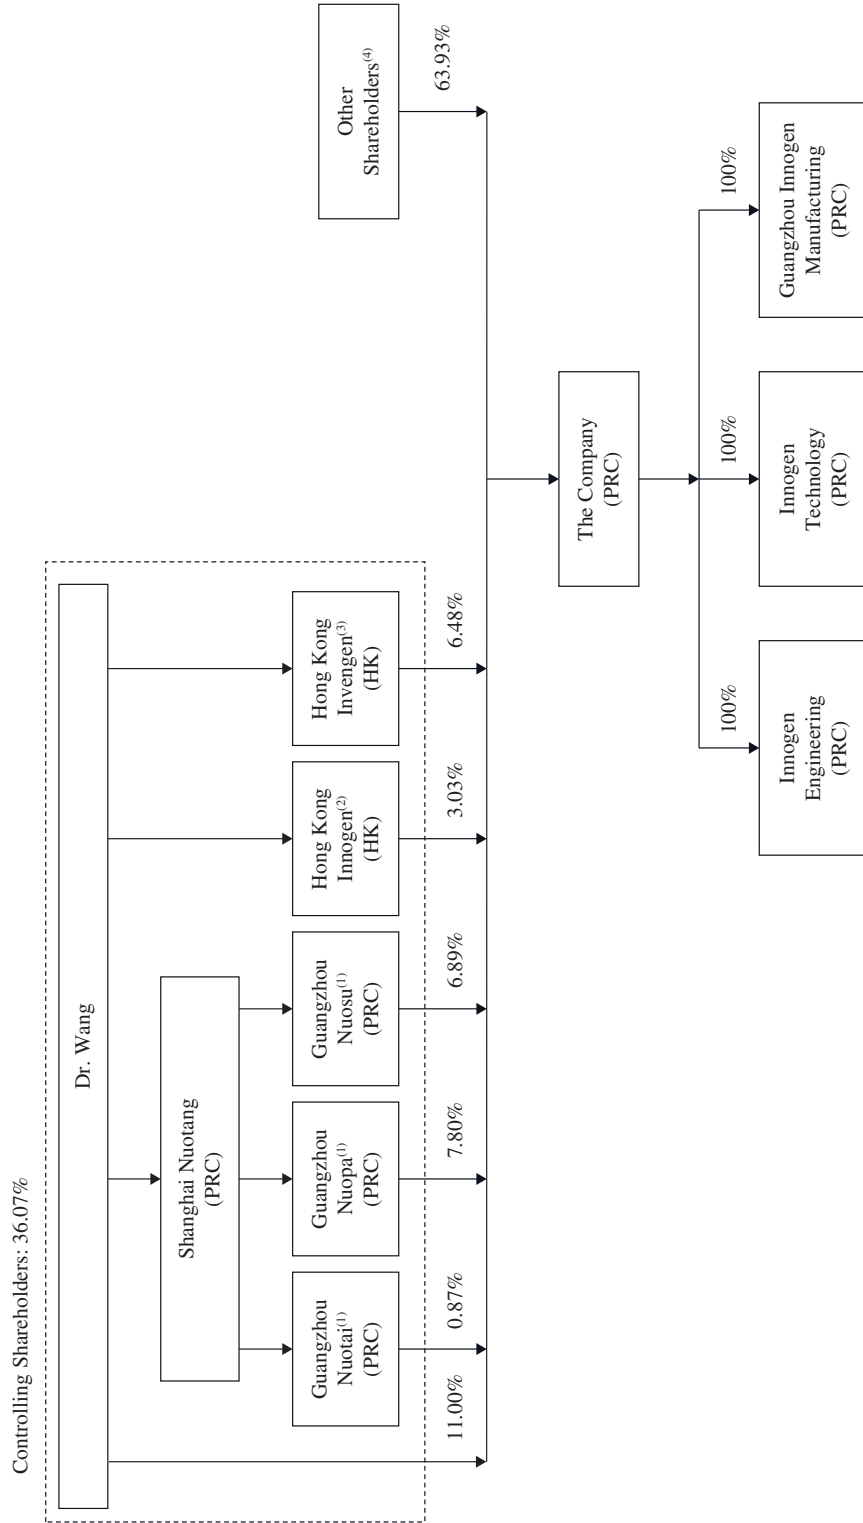 Controlling Shareholders: 36.07%
Dr. Wang
Shanghai Nuotang
(PRC)
Guangzhou
Nuotai(1)
(PRC)
Guangzhou
Nuopa(1)
(PRC)
Guangzhou
Nuosu(1)
(PRC)
Hong Kong
Innogen(2)
(HK)
Hong Kong
Invengen(3)
(HK)
Other
Shareholders(4)
11.00%
0.87%
7.80%
6.89%
3.03%
6.48%
63.93%
The Company
(PRC)
100%
100%
100%
Innogen
Engineering
(PRC)
Innogen
Technology
(PRC)
Guangzhou Innogen
Manufacturing
(PRC)